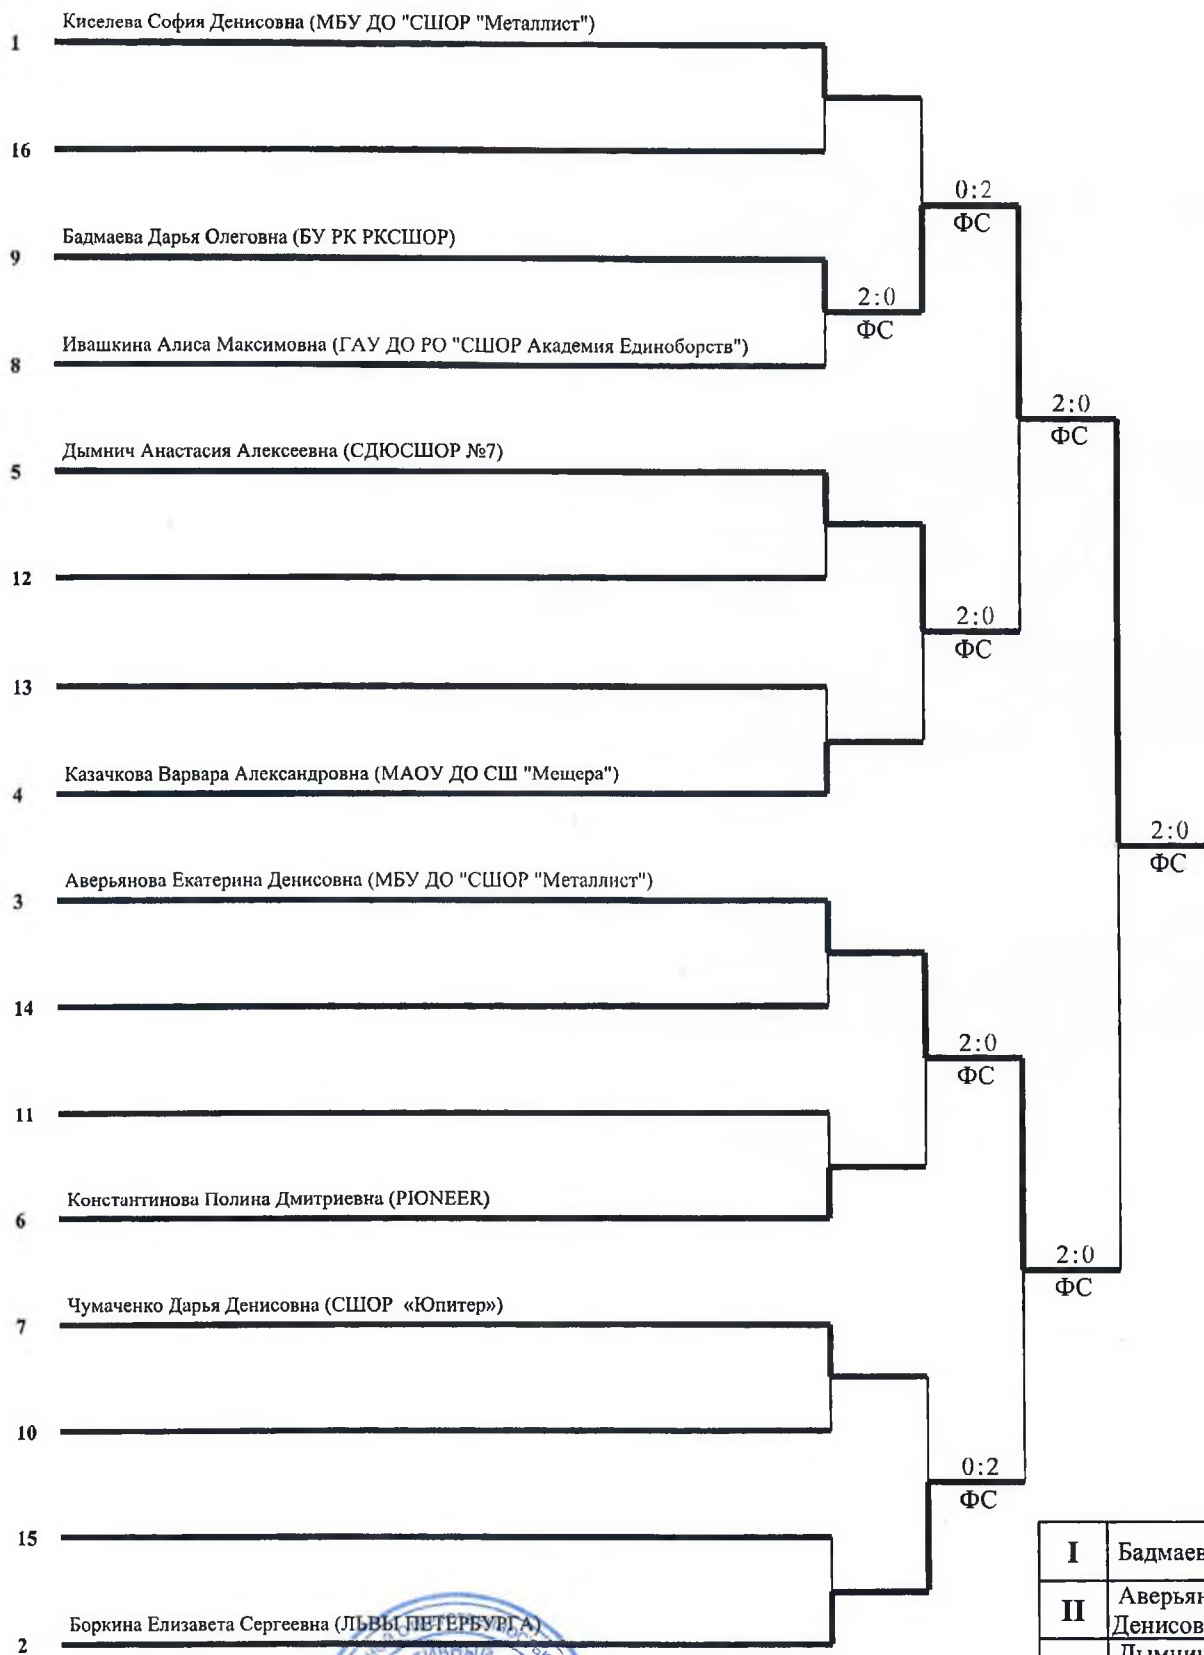 Киселева София Денисовна (МБУ ДО "СШОР "Металлист")
1
16
0:2
ФС
Бадмаева Дарья Олеговна (БУ РК РКСШОР)
9
2:0
ФС
Ивашкина Алиса Максимовна (ГАУ ДО РО "СШОР Академия Единоборств")
8
2:0
ФС
Дымнич Анастасия Алексеевна (СДЮСШОР №7)
5
12
2:0
ФС
13
Казачкова Варвара Александровна (МАОУ ДО СШ "Мещера")
4
2:0
ФС
Аверьянова Екатерина Денисовна (МБУ ДО "СШОР "Металлист")
3
14
2:0
ФС
11
Константинова Полина Дмитриевна (PIONEER)
6
2:0
ФС
Чумаченко Дарья Денисовна (СШОР «Юпитер»)
7
10
0:2
ФС
15
I Бадмаев
II Аверьян
Денисов
Боркина Елизавета Сергеевна (ЛЬВЫ ПЕТЕРБУРГА)
2